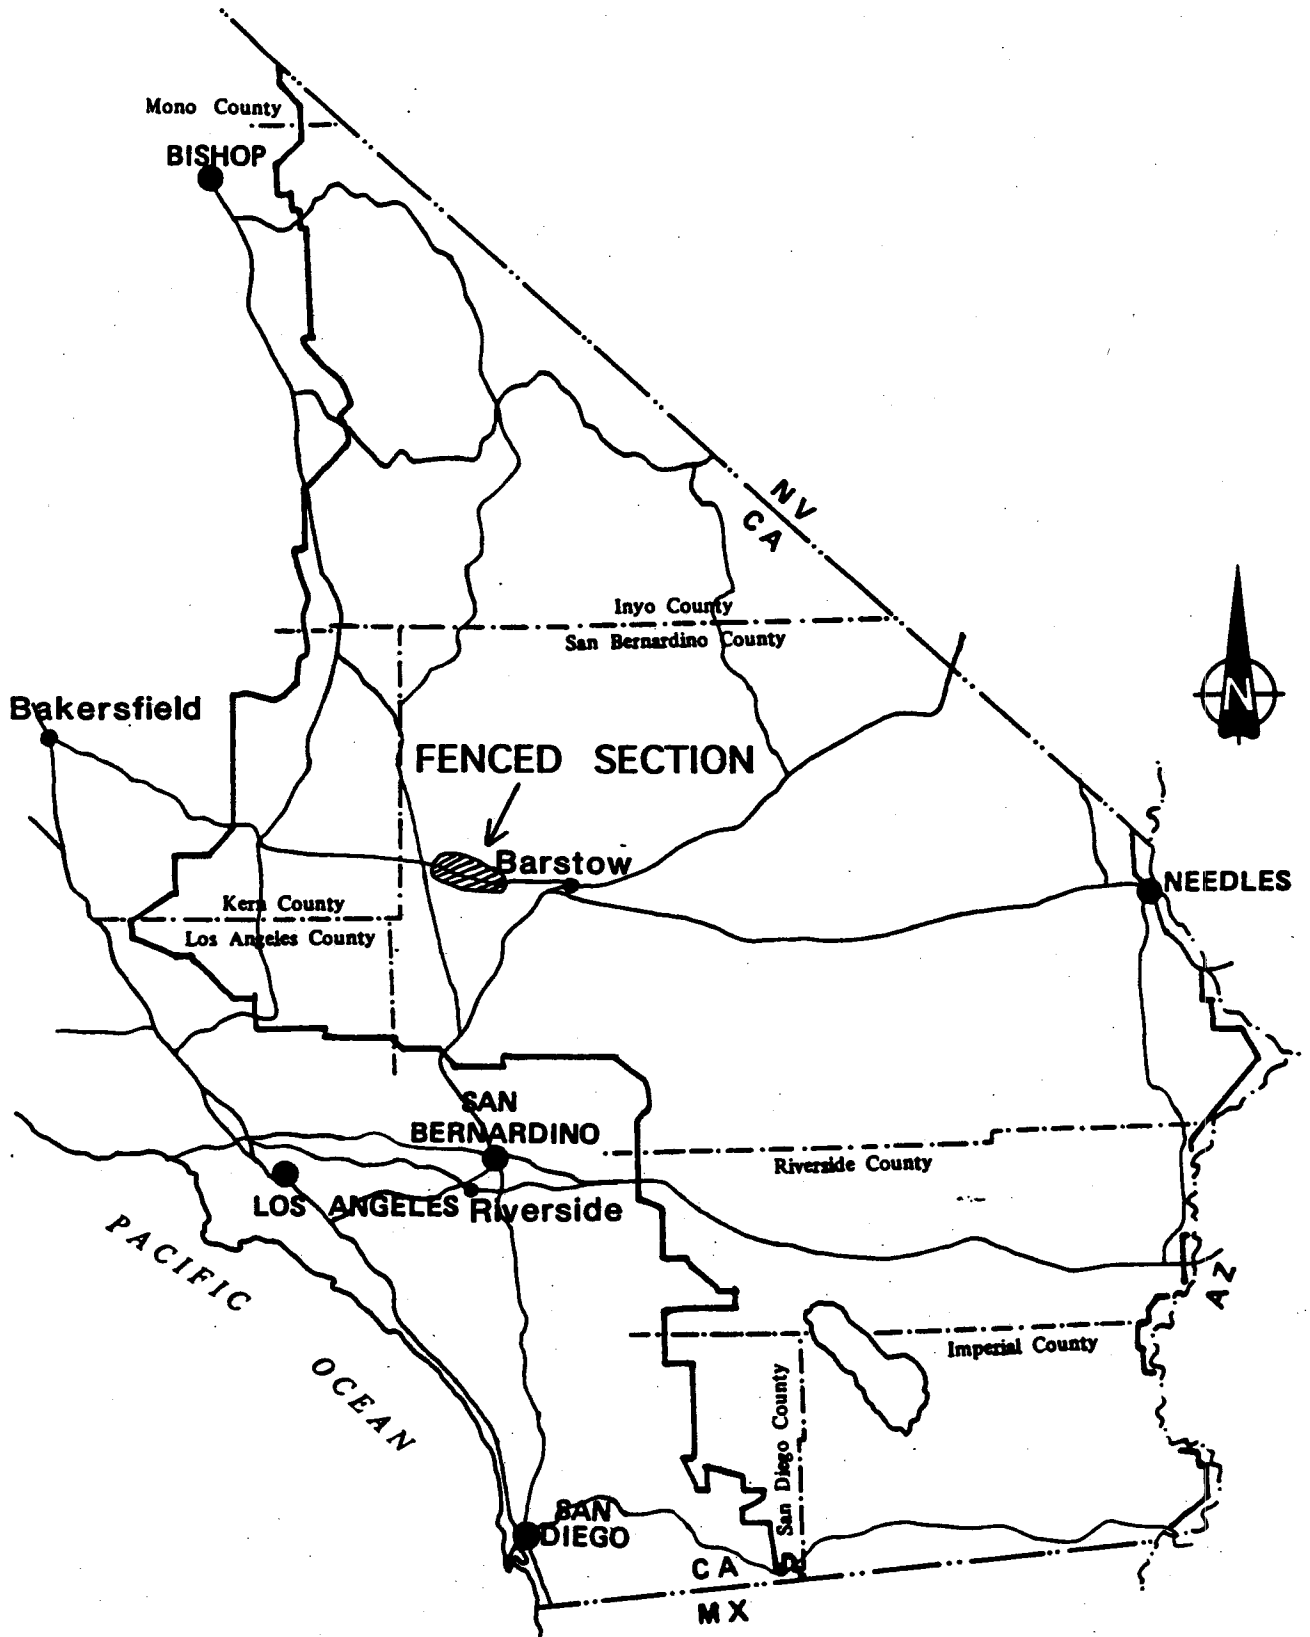 Mono County
BISHOP
NV
CA
Inyo County
San Bernardino County
N
Bakersfield
FENCED SECTION
Barstow
NEEDLES
Kern County
Los Angeles County
SAN
BERNARDINO
Riverside County
LOS ANGELES
Riverside
PACIFIC
OCEAN
AZ
Imperial County
San Diego County
SAN
DIEGO
CA
MX